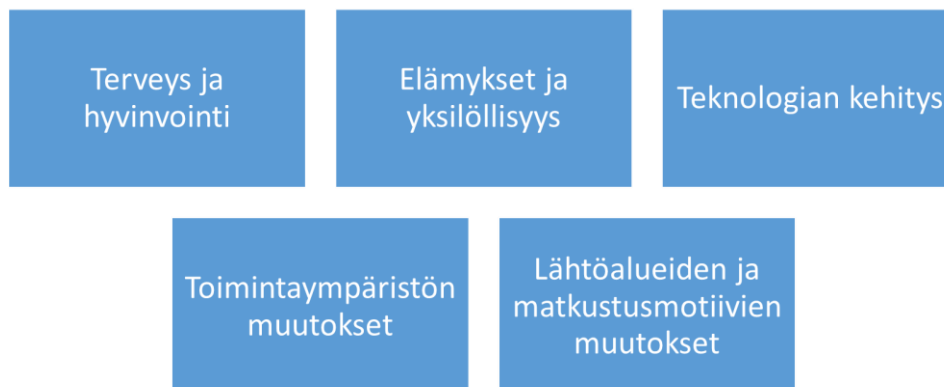 Terveys ja
hyvinvointi
Elämykset ja
yksilöllisyys
Teknologian kehitys
Toimintaympäristön
muutokset
Lähtöalueiden ja
matkustusmotiivien
muutokset